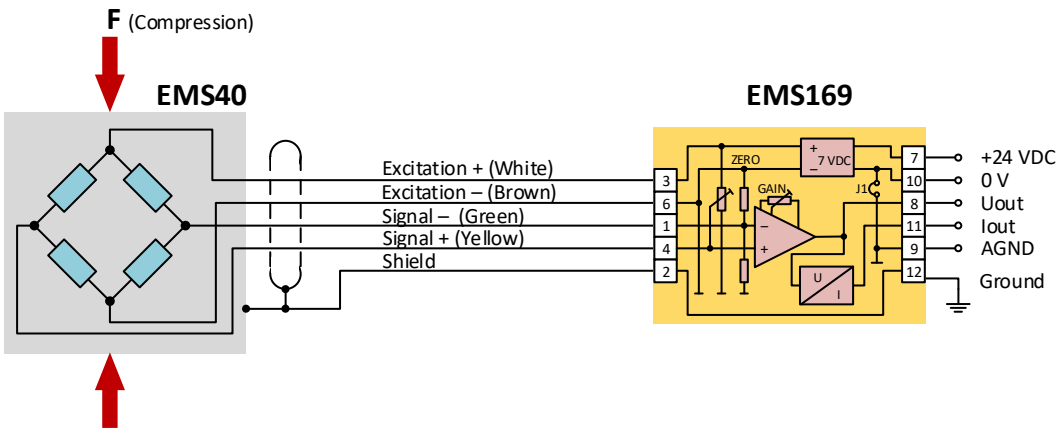 F (Compression)
EMS40
EMS169
Excitation + (White)
Excitation – (Brown)
Signal – (Green)
Signal + (Yellow)
Shield
3
6
1
4
2
ZERO
GAIN
+
7 VDC
–
J1
–
+
U
I
7
10
8
11
9
12
+24 VDC
0 V
Uout
Iout
AGND
Ground